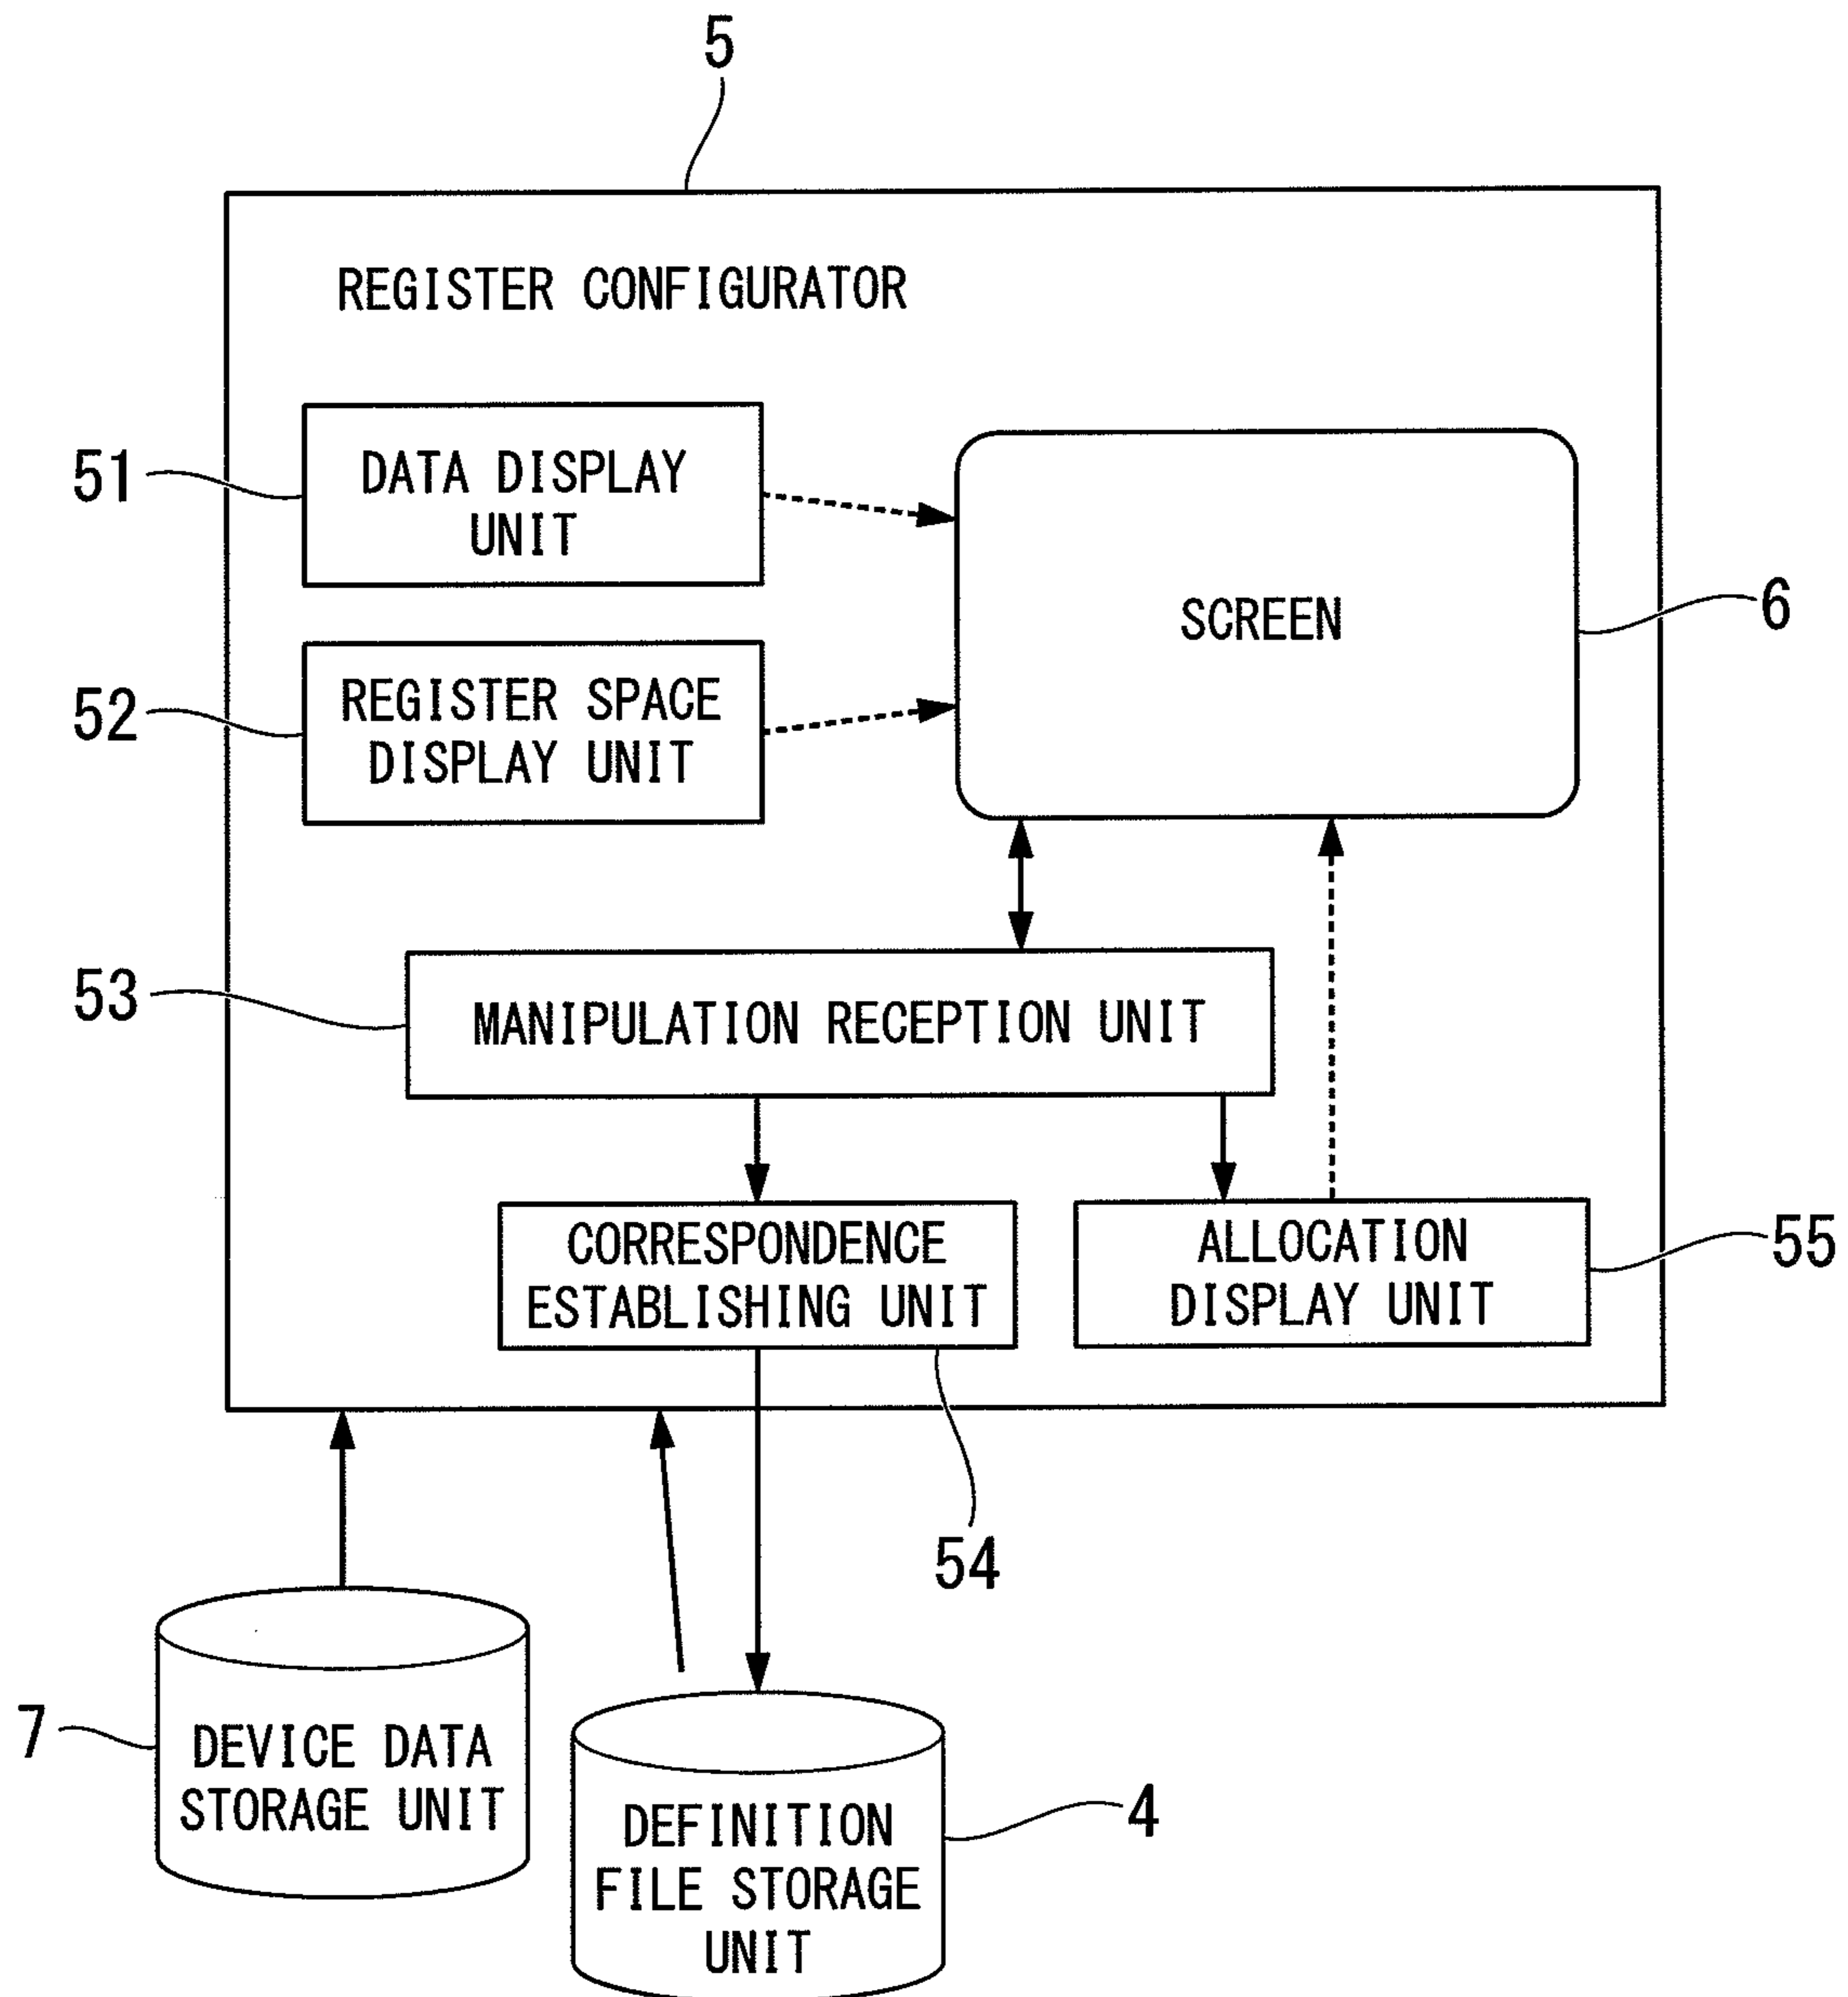 5
REGISTER CONFIGURATOR
51
DATA DISPLAY
UNIT
SCREEN
6
52
REGISTER SPACE
DISPLAY UNIT
53
MANIPULATION RECEPTION UNIT
CORRESPONDENCE
ESTABLISHING UNIT
ALLOCATION
DISPLAY UNIT
55
54
7
DEVICE DATA
STORAGE UNIT
DEFINITION
FILE STORAGE
UNIT
4